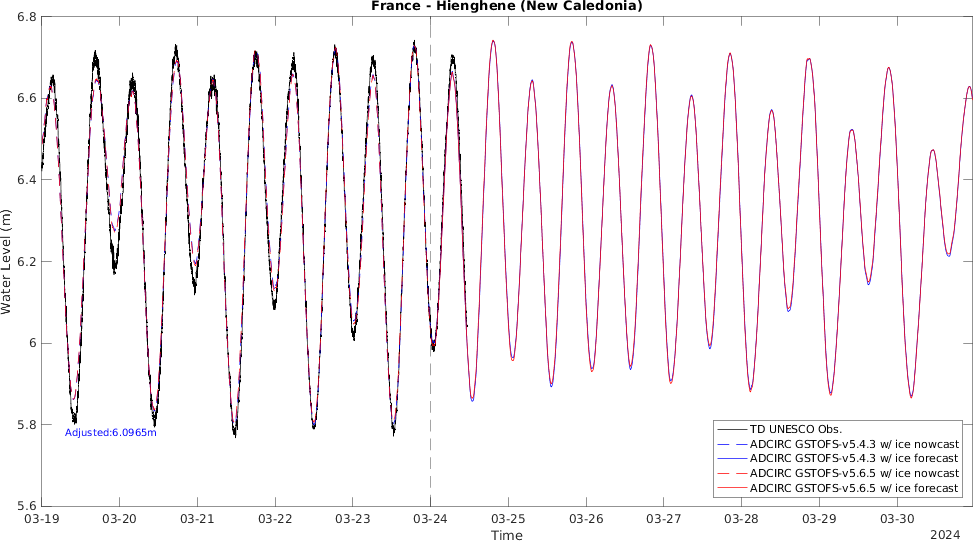 France - Hienghene (New Caledonia)
6.8
6.6
6.4
6.2
6
5.8
5.6
Water Level (m)
Adjusted:6.0965m
TD UNESCO Obs.
ADCIRC GSTOFS-v5.4.3 w/ ice nowcast
ADCIRC GSTOFS-v5.4.3 w/ ice forecast
ADCIRC GSTOFS-v5.6.5 w/ ice nowcast
ADCIRC GSTOFS-v5.6.5 w/ ice forecast
03-19 03-20 03-21 03-22 03-23 03-24 03-25 03-26 03-27 03-28 03-29 03-30
Time
2024